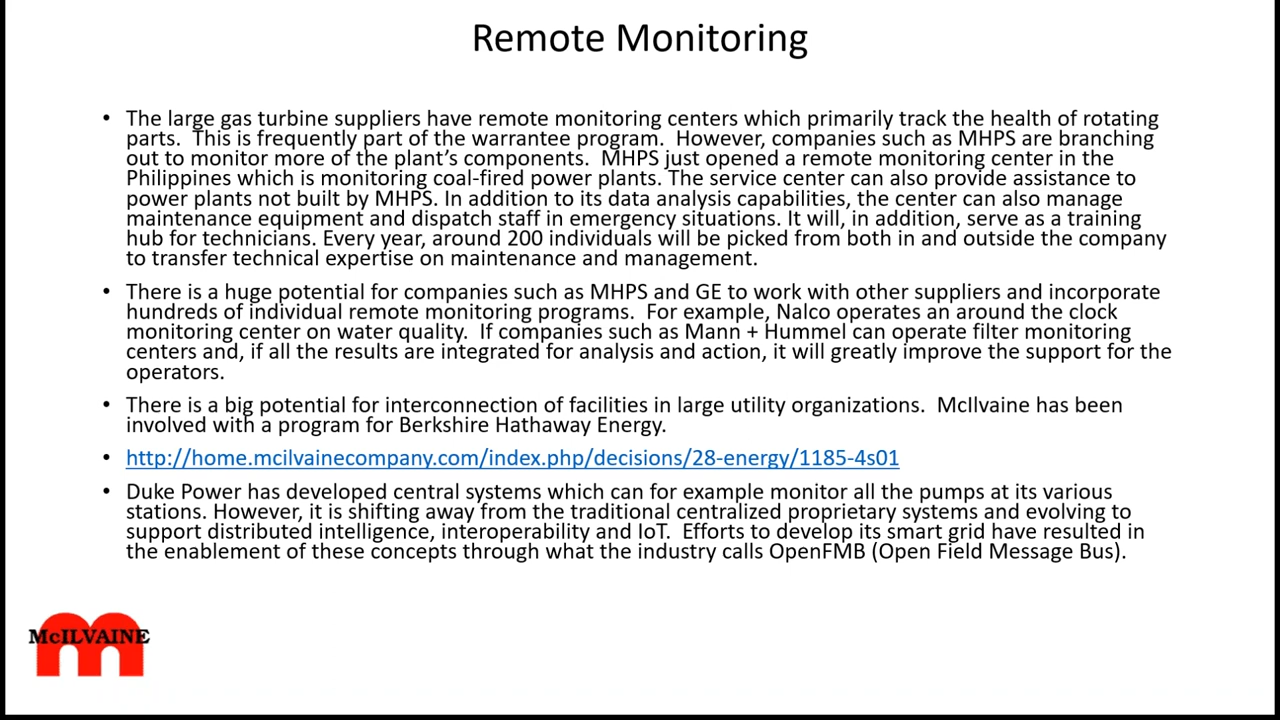 Remote Monitoring
• The large gas turbine suppliers have remote monitoring centers which primarily track the health of rotating
parts.  This is frequently part of the warrantee program.  However, companies such as MHPS are branching
out to monitor more of the plant's components.  MHPS just opened a remote monitoring center in the
Philippines which is monitoring coal-fired power plants. The service center can also provide assistance to
power plants not built by MHPS. In addition to its data analysis capabilities, the center can also manage
maintenance equipment and dispatch staff in emergency situations. It will, in addition, serve as a training
hub for technicians. Every year, around 200 individuals will be picked from both in and outside the company
to transfer technical expertise on maintenance and management.
• There is a huge potential for companies such as MHPS and GE to work with other suppliers and incorporate
hundreds of individual remote monitoring programs.  For example, Nalco operates an around the clock
monitoring center on water quality.  If companies such as Mann + Hummel can operate filter monitoring
centers and, if all the results are integrated for analysis and action, it will greatly improve the support for the
operators.
• There is a big potential for interconnection of facilities in large utility organizations.  McIlvaine has been
involved with a program for Berkshire Hathaway Energy.
• http://home.mcilvainecompany.com/index.php/decisions/28-energy/1185-4s01
• Duke Power has developed central systems which can for example monitor all the pumps at its various
stations. However, it is shifting away from the traditional centralized proprietary systems and evolving to
support distributed intelligence, interoperability and IoT.  Efforts to develop its smart grid have resulted in
the enablement of these concepts through what the industry calls OpenFMB (Open Field Message Bus).
McILVAINE